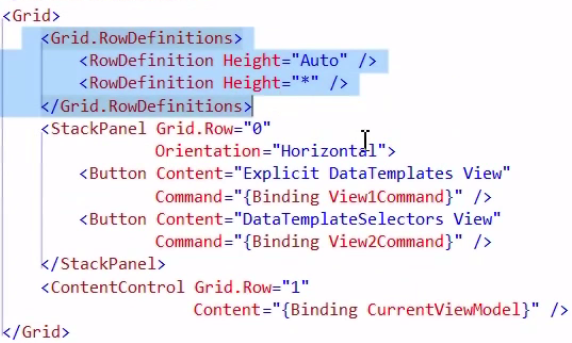 <Grid>
<Grid.RowDefinitions>
<RowDefinition Height="Auto" />
<RowDefinition Height="*" />
</Grid.RowDefinitions>
<StackPanel Grid.Row="0"
Orientation="Horizontal">
<Button Content="Explicit DataTemplates View"
Command="{Binding View1Command}" />
<Button Content="DataTemplateSelectors View"
Command="{Binding View2Command}" />
</StackPanel>
<ContentControl Grid.Row="1"
Content="{Binding CurrentViewModel}" />
</Grid>